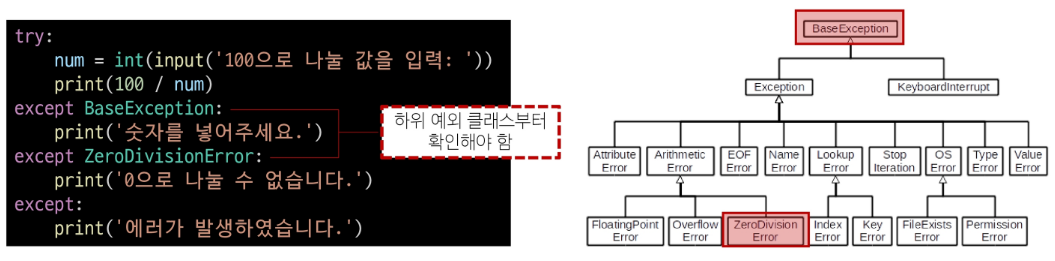 try:
    num = int(input('100으로 나눌 값을 입력: '))
    print(100 / num)
except BaseException:
    print('숫자를 넣어주세요.')
except ZeroDivisionError:
    print('0으로 나눌 수 없습니다.')
except:
    print('에러가 발생하였습니다.')
하위 예외 클래스부터
확인해야 함
BaseException
Exception
KeyboardInterrupt
Attribute
Error
Arithmetic
Error
EOF
Error
Name
Error
Lookup
Error
Stop
Iteration
OS
Error
Type
Error
Value
Error
FloatingPoint
Error
Overflow
Error
ZeroDivision
Error
Index
Error
Key
Error
FileExists
Error
Permission
Error